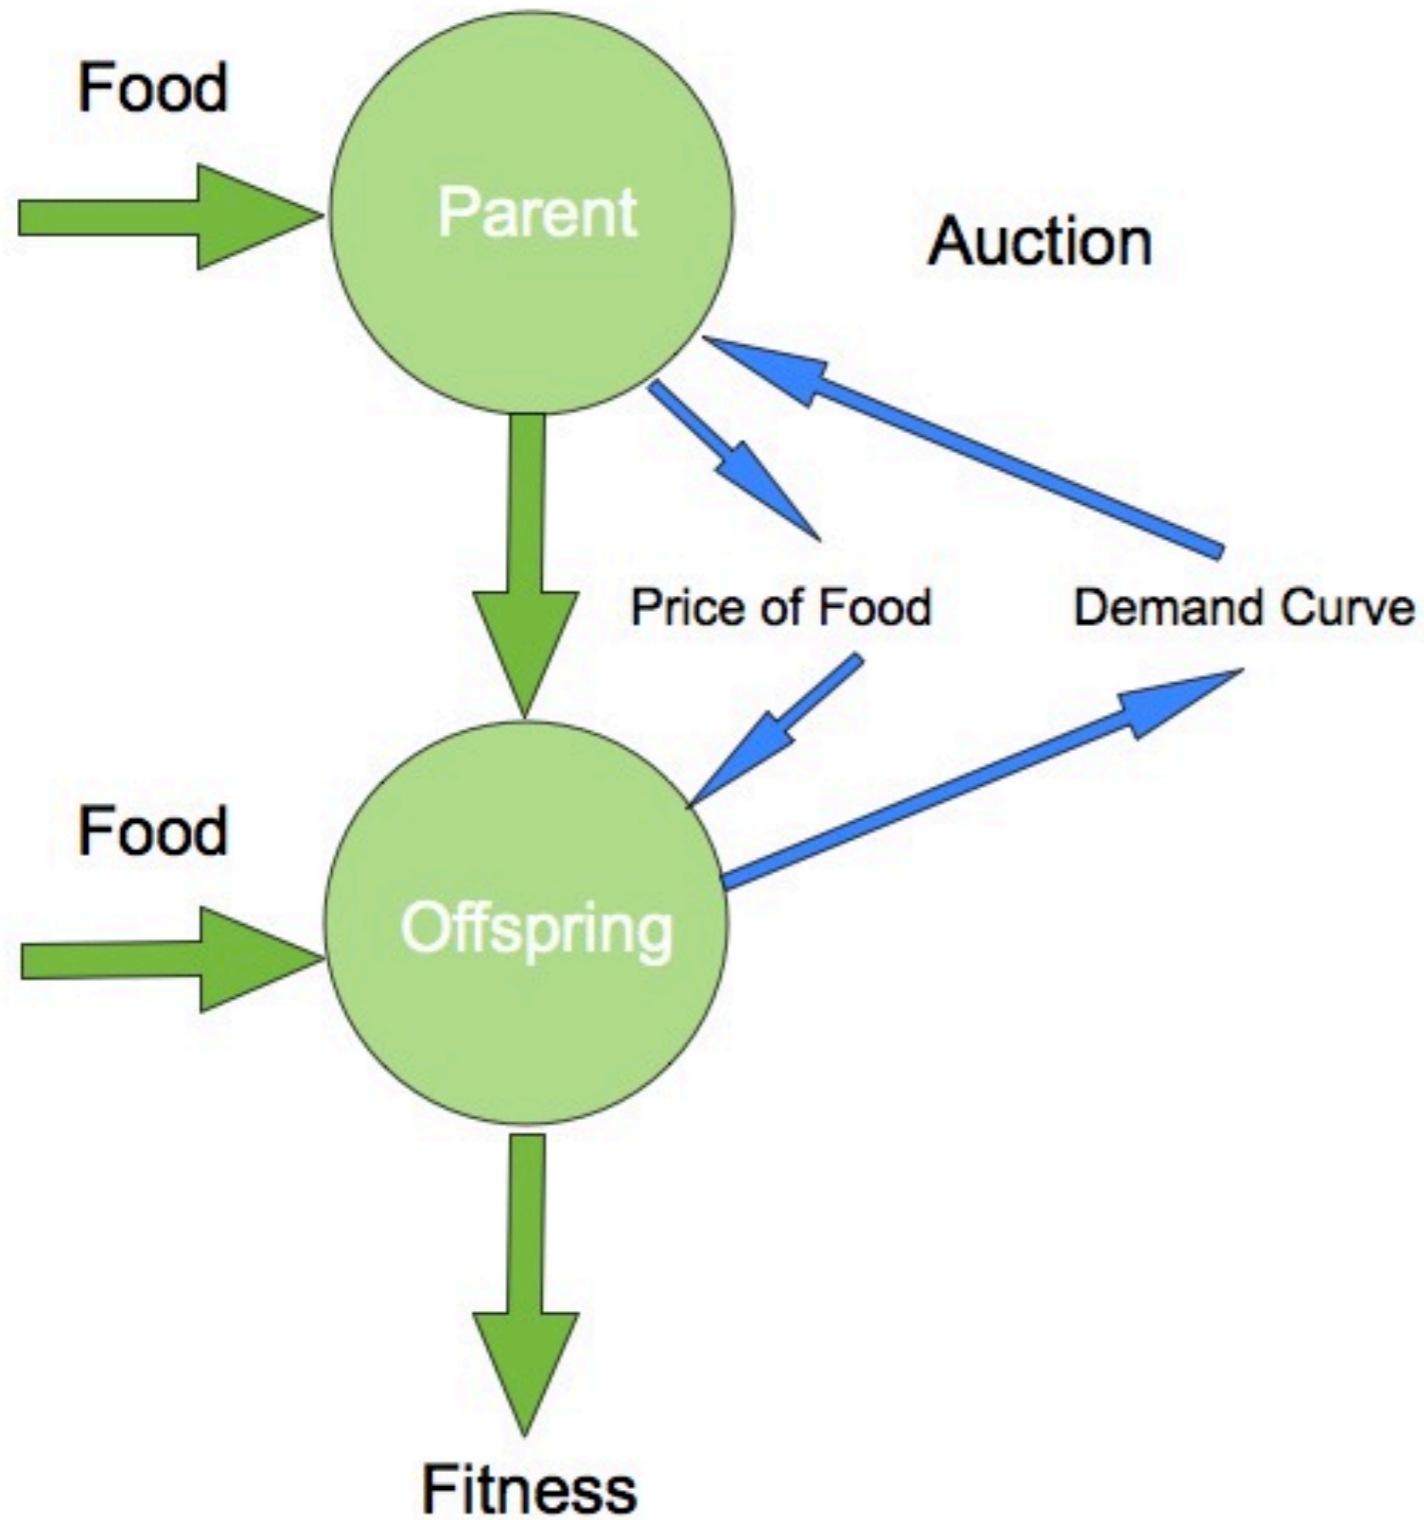 Food
Parent
Auction
Price of Food
Demand Curve
Food
Offspring
Fitness